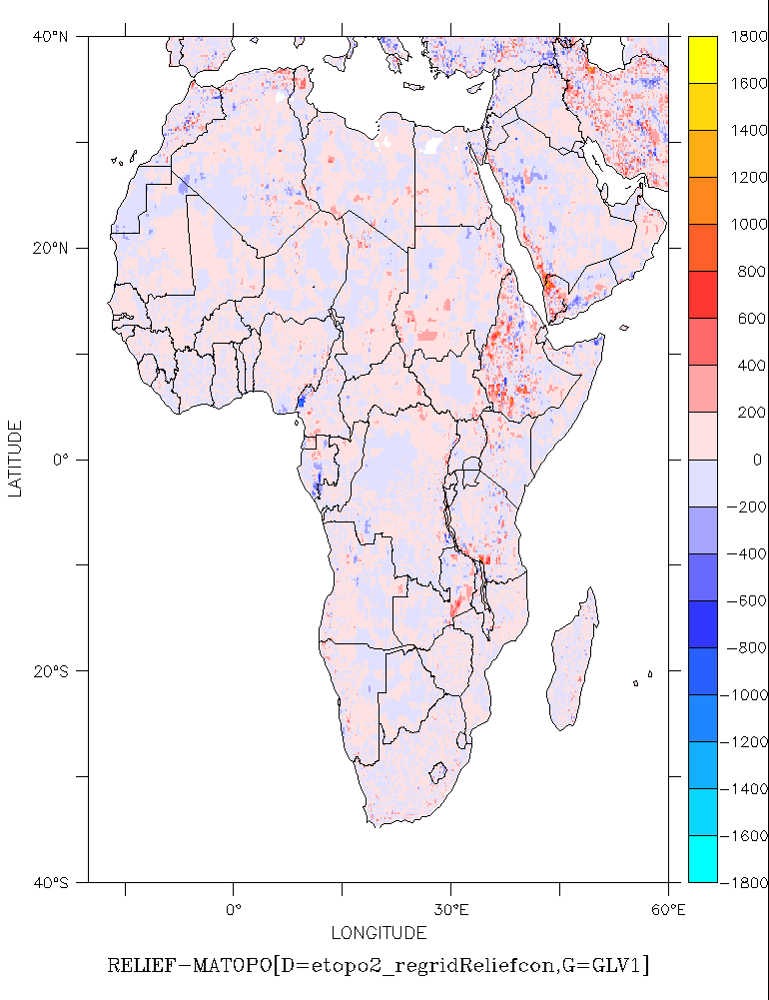 40°N
20°N
0°
20°S
40°S
LATITUDE
0°
30°E
60°E
LONGITUDE
1800
1600
1400
1200
1000
800
600
400
200
0
−200
−400
−600
−800
−1000
−1200
−1400
−1600
−1800
RELIEF−MATOPO[D=etopo2_regridReliefcon,G=GLV1]